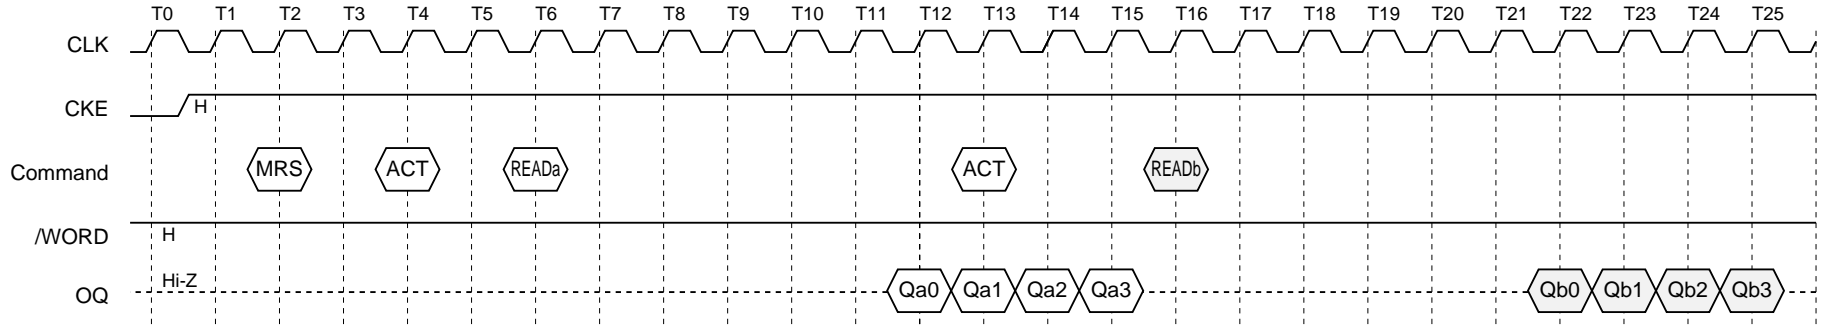 T0 T1 T2 T3 T4 T5 T6 T7 T8 T9 T10 T11 T12 T13 T14 T15 T16 T17 T18 T19 T20 T21 T22 T23 T24 T25
CLK
CKE H
Command MRS ACT READa ACT READb
/WORD H
OQ Hi-Z Qa0 Qa1 Qa2 Qa3 Qb0 Qb1 Qb2 Qb3